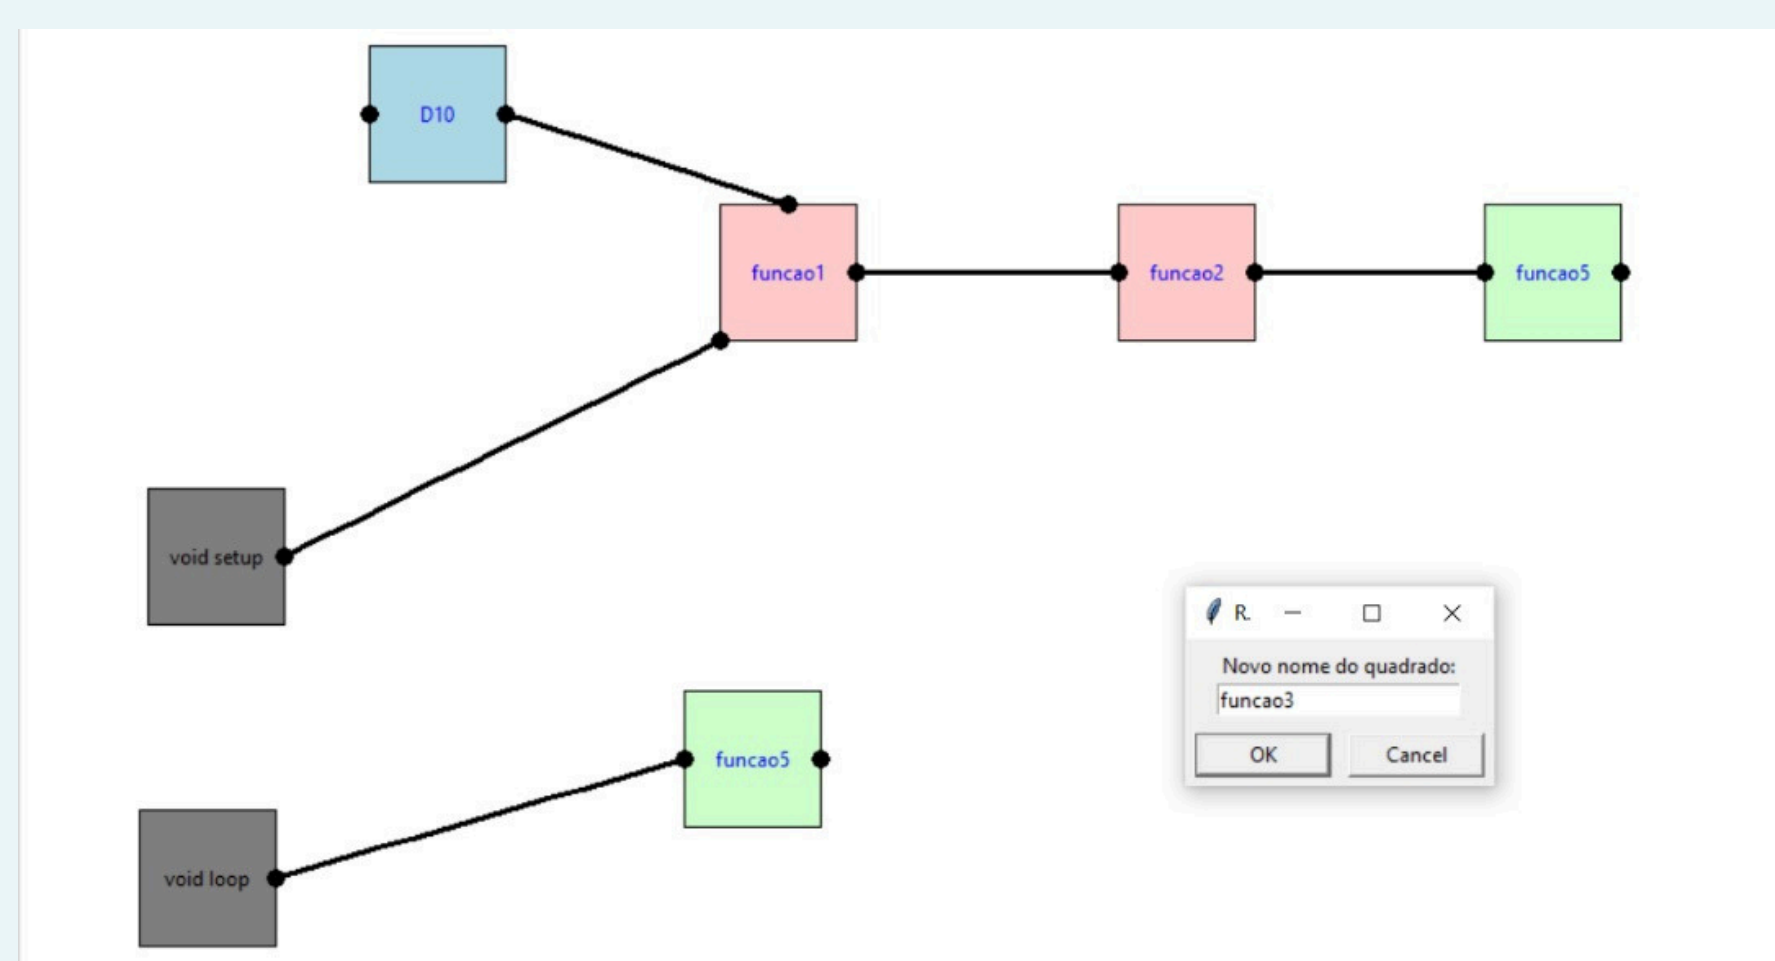 D10
funcao1
funcao2
funcao5
void setup
R.
Novo nome do quadrado:
funcao3
OK
Cancel
funcao5
void loop